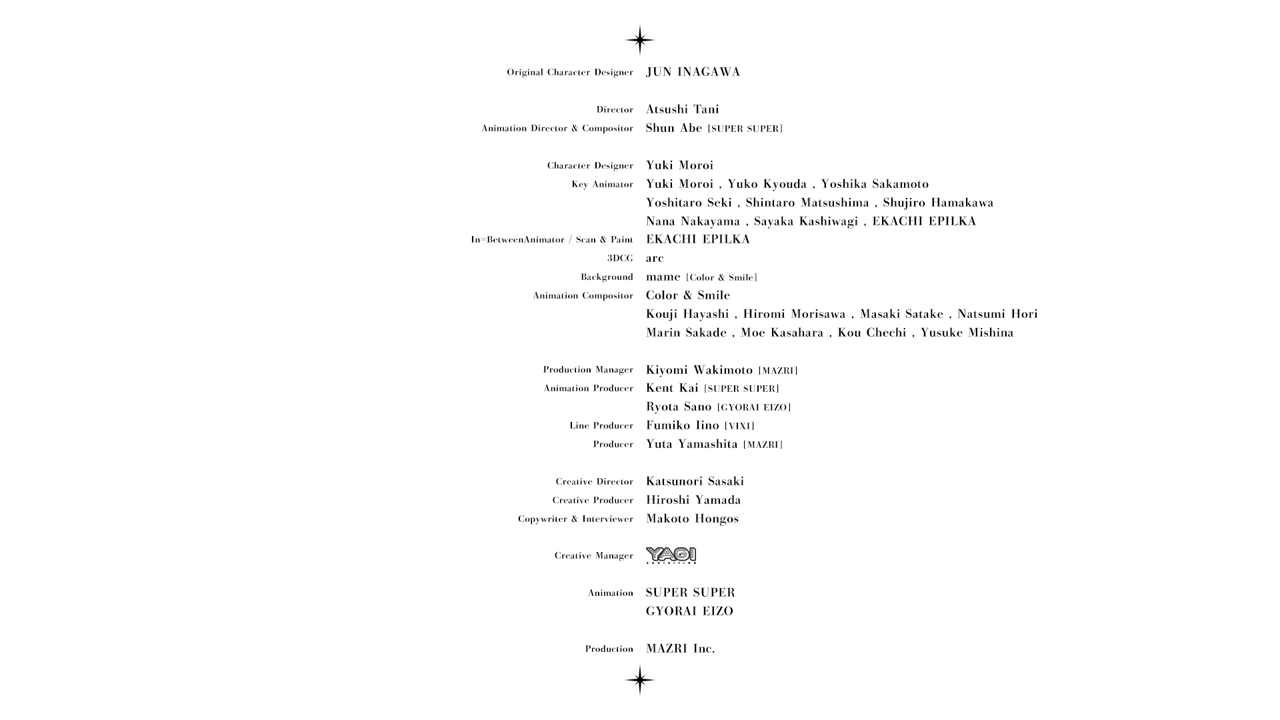 Original Character Designer JUN INAGAWA
Director Atsushi Tani
Animation Director & Compositor Shun Abe [SUPER SUPER]
Character Designer Yuki Moroi
Key Animator Yuki Moroi , Yuko Kyouda , Yoshika Sakamoto
Yoshitaro Seki , Shintaro Matsushima , Shujiro Hamakawa
Nana Nakayama , Sayaka Kashiwagi , EKACHI EPILKA
In=BetweenAnimator / Scan & Paint EKACHI EPILKA
3DCG arc
Background mame [Color & Smile]
Animation Compositor Color & Smile
Kouji Hayashi , Hiromi Morisawa , Masaki Satake , Natsumi Hori
Marin Sakade , Moe Kasahara , Kou Chechi , Yusuke Mishina
Production Manager Kiyomi Wakimoto [MAZRI]
Animation Producer Kent Kai [SUPER SUPER]
Ryota Sano [GYORAI EIZO]
Line Producer Fumiko Iino [VIXI]
Producer Yuta Yamashita [MAZRI]
Creative Director Katsunori Sasaki
Creative Producer Hiroshi Yamada
Copywriter & Interviewer Makoto Hongos
Creative Manager YAGI
Animation SUPER SUPER
GYORAI EIZO
Production MAZRI Inc.